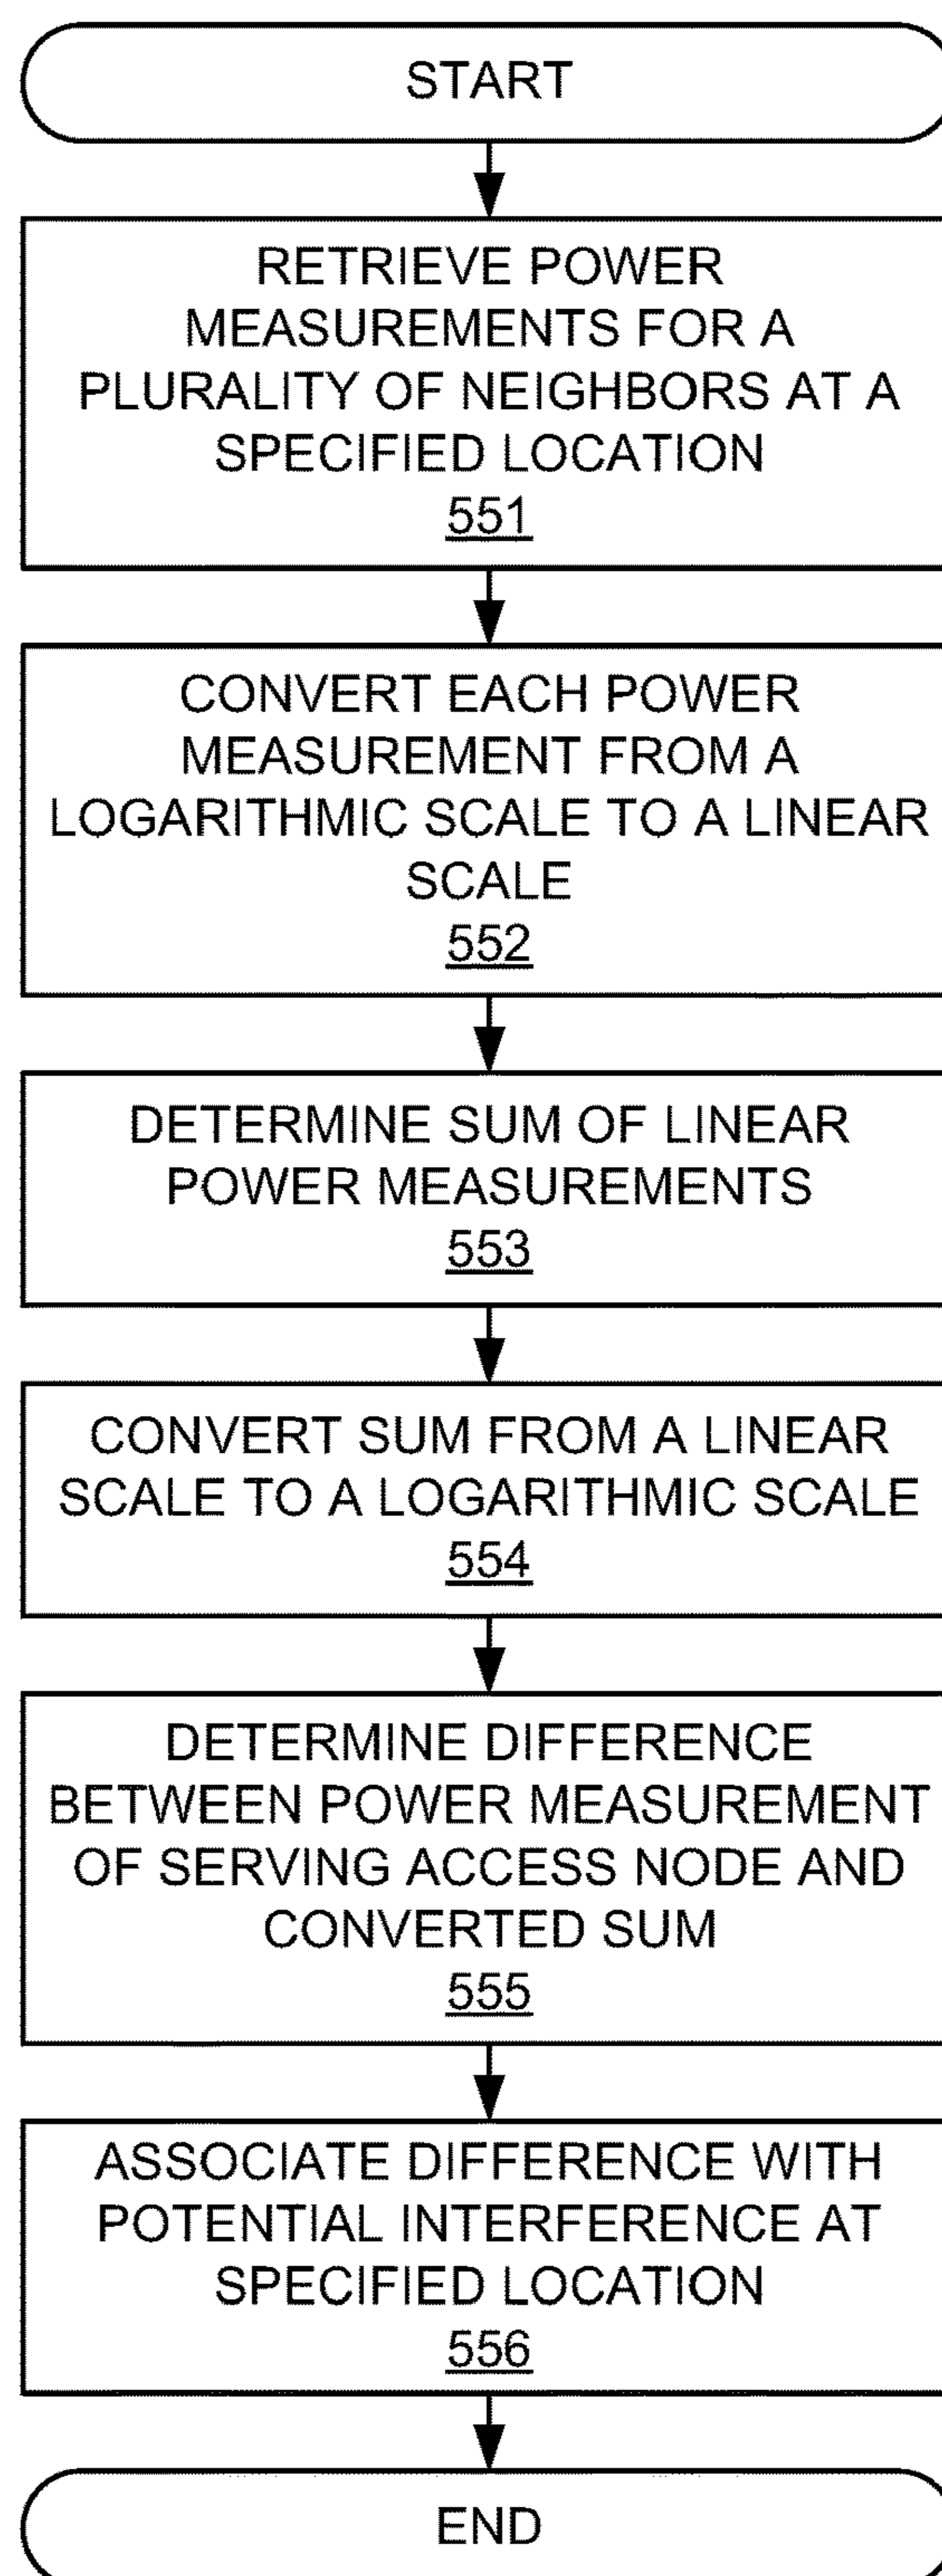 START
RETRIEVE POWER
MEASUREMENTS FOR A
PLURALITY OF NEIGHBORS AT A
SPECIFIED LOCATION
551
CONVERT EACH POWER
MEASUREMENT FROM A
LOGARITHMIC SCALE TO A LINEAR
SCALE
552
DETERMINE SUM OF LINEAR
POWER MEASUREMENTS
553
CONVERT SUM FROM A LINEAR
SCALE TO A LOGARITHMIC SCALE
554
DETERMINE DIFFERENCE
BETWEEN POWER MEASUREMENT
OF SERVING ACCESS NODE AND
CONVERTED SUM
555
ASSOCIATE DIFFERENCE WITH
POTENTIAL INTERFERENCE AT
SPECIFIED LOCATION
556
END